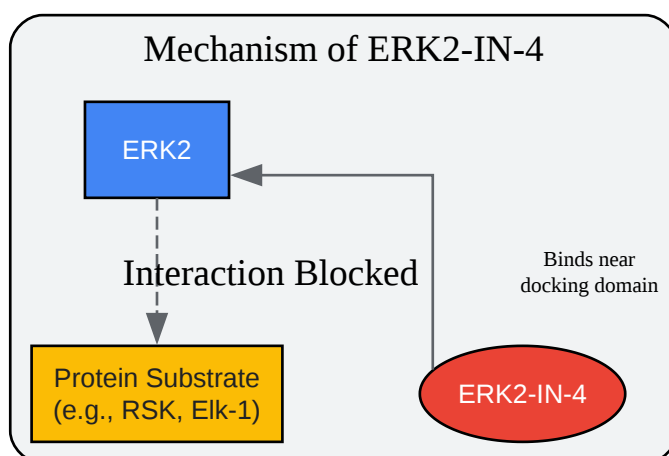 Mechanism of ERK2-IN-4
ERK2
Interaction Blocked
Binds near
docking domain
Protein Substrate
(e.g., RSK, Elk-1)
ERK2-IN-4